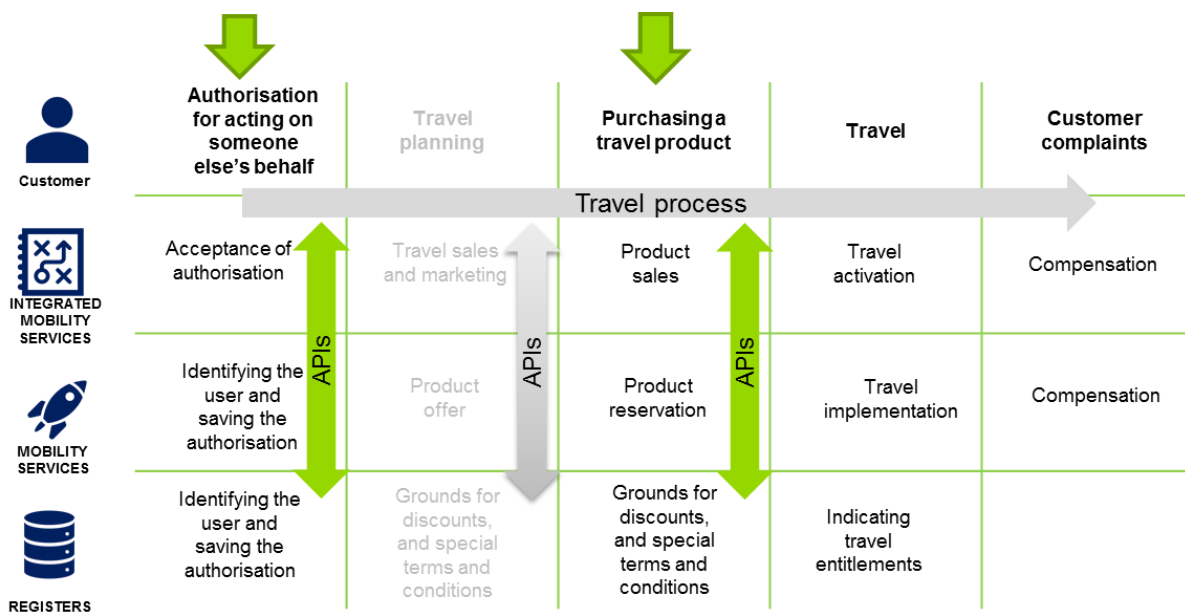 Authorisation
for acting on
someone
else's behalf
Travel
planning
Purchasing a
travel product
Travel
Customer
complaints
Customer
Travel process
Acceptance of
authorisation
Travel sales
and marketing
Product
sales
Travel
activation
Compensation
INTEGRATED
MOBILITY
SERVICES
APIs
APIs
APIs
Identifying the
user and
saving the
authorisation
Product
offer
Product
reservation
Travel
implementation
Compensation
MOBILITY
SERVICES
Identifying the
user and
saving the
authorisation
Grounds for
discounts,
and special
terms and
conditions
Grounds for
discounts,
and special
terms and
conditions
Indicating
travel
entitlements
REGISTERS